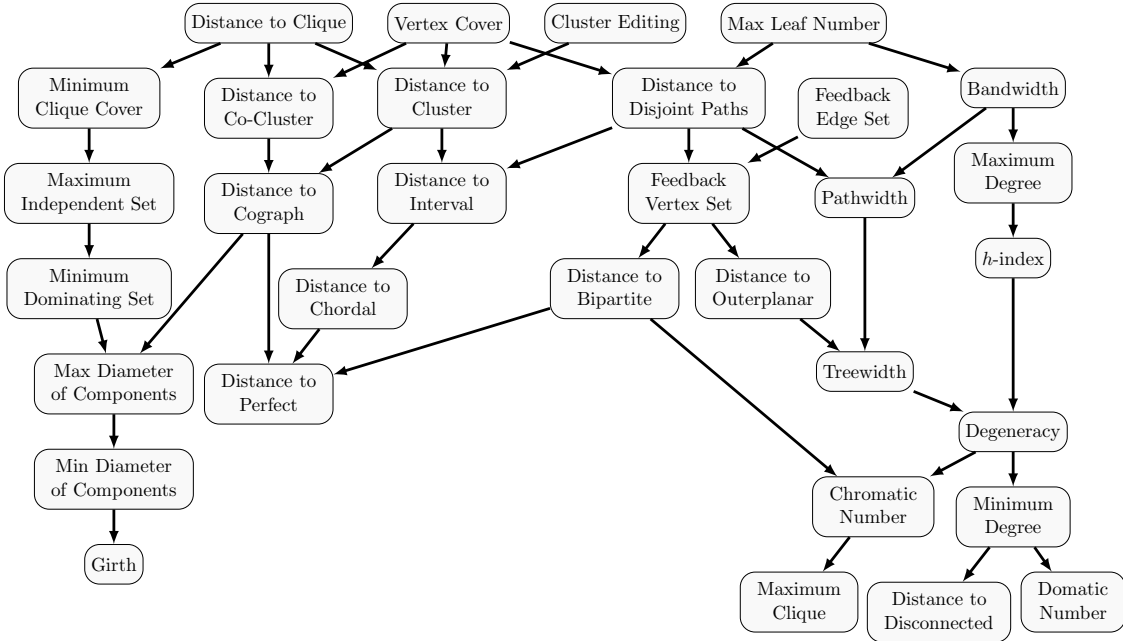 Distance to Clique
Vertex Cover
Cluster Editing
Max Leaf Number
Minimum
Clique Cover
Distance to
Co-Cluster
Distance to
Cluster
Distance to
Disjoint Paths
Feedback
Edge Set
Bandwidth
Maximum
Independent Set
Distance to
Cograph
Distance to
Interval
Feedback
Vertex Set
Pathwidth
Maximum
Degree
Minimum
Dominating Set
Distance to
Chordal
Distance to
Bipartite
Distance to
Outerplanar
h-index
Max Diameter
of Components
Distance to
Perfect
Treewidth
Degeneracy
Min Diameter
of Components
Chromatic
Number
Minimum
Degree
Girth
Maximum
Clique
Distance to
Disconnected
Domatic
Number